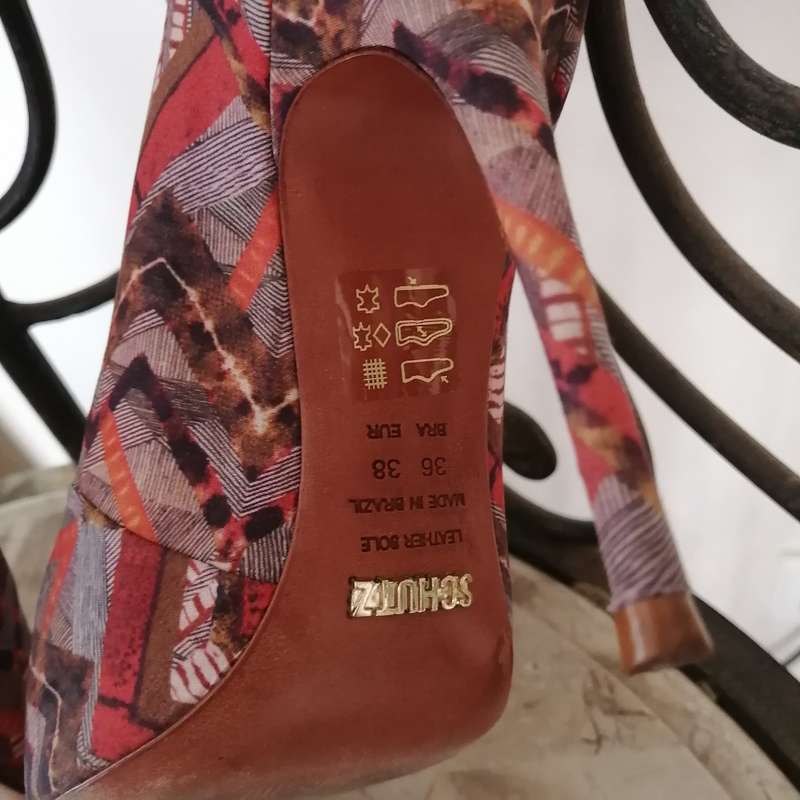 SCHUTZ
LEATHER SOLE
MADE IN BRAZIL
36 38
BRA EUR